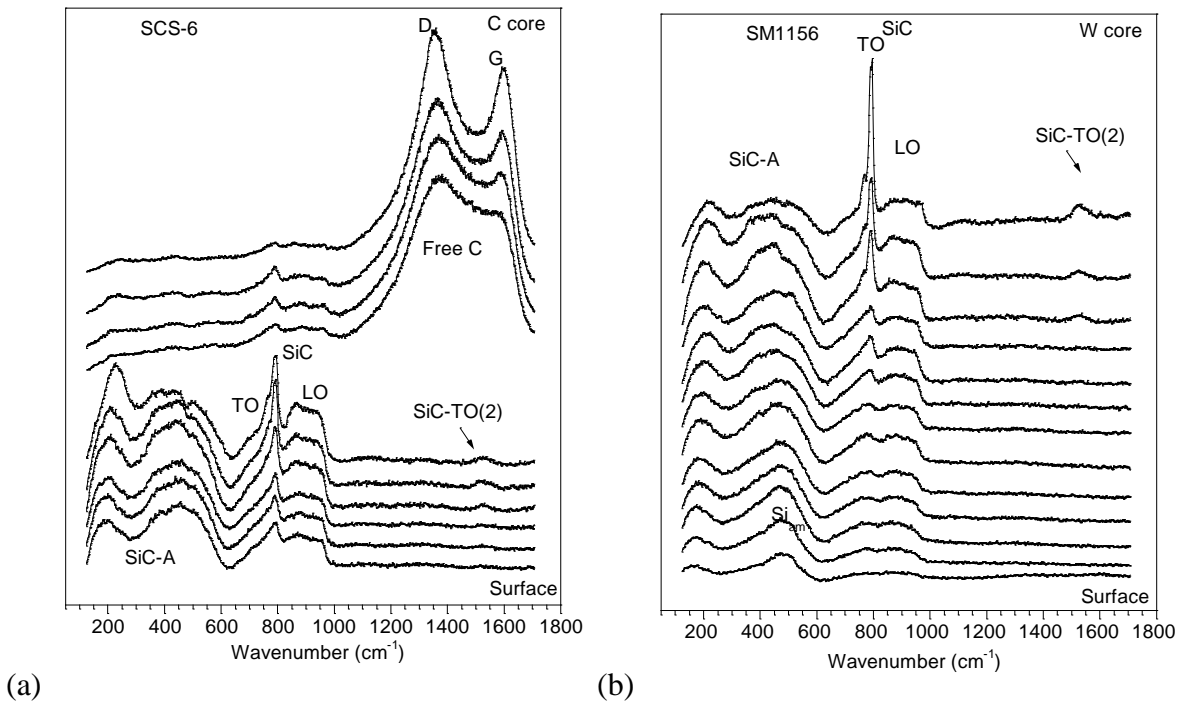 SCS-6
D
C core
G
Free C
SiC
TO
LO
SiC-TO(2)
SiC-A
Surface
200 400 600 800 1000 1200 1400 1600 1800
Wavenumber (cm⁻¹)
(a)
SM1156
SiC
W core
TO
SiC-TO(2)
LO
SiC-A
Si_am
Surface
200 400 600 800 1000 1200 1400 1600 1800
Wavenumber (cm⁻¹)
(b)